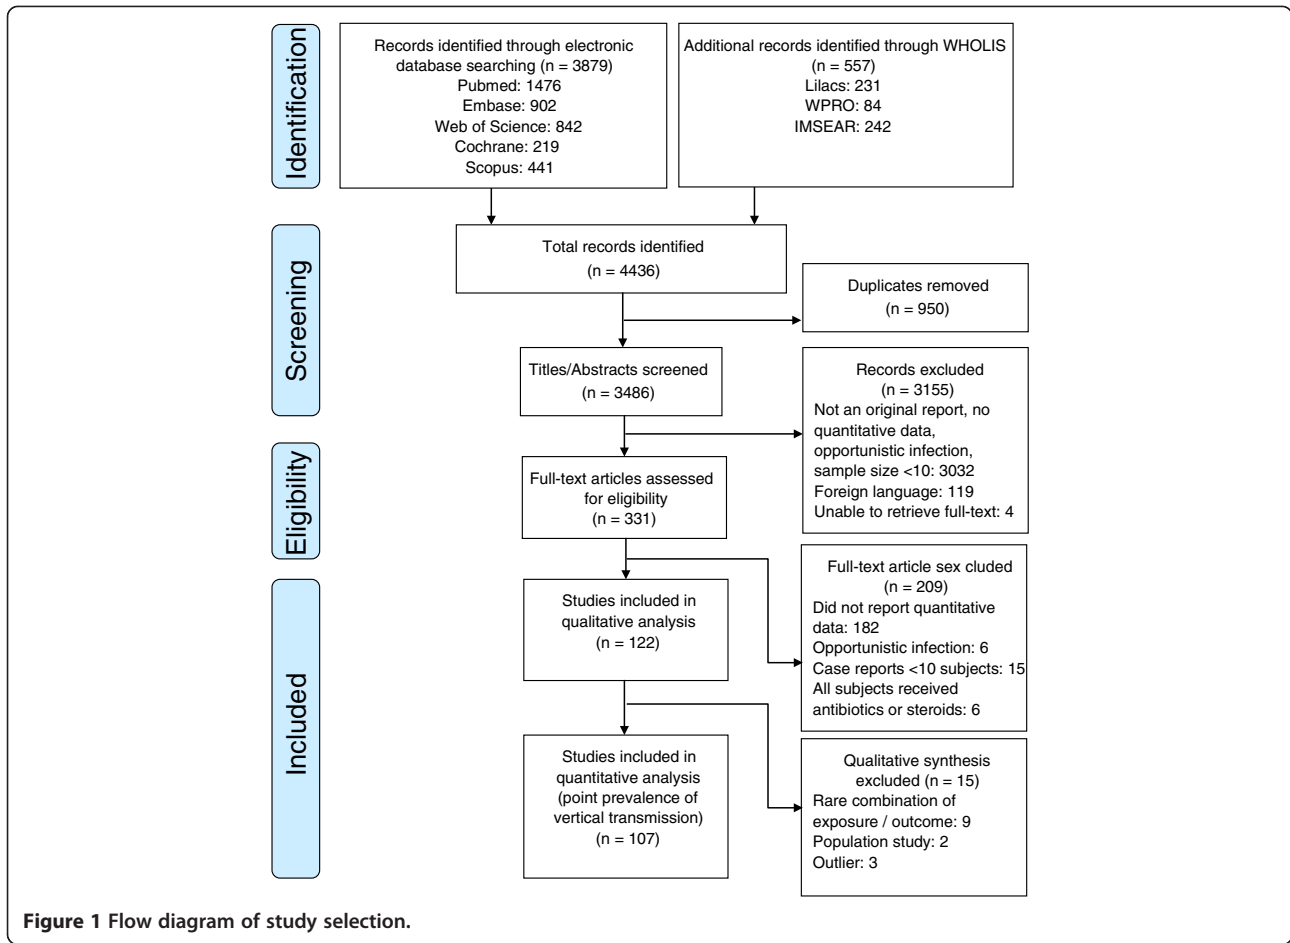 Identification
Records identified through electronic
database searching (n = 3879)
Pubmed: 1476
Embase: 902
Web of Science: 842
Cochrane: 219
Scopus: 441
Additional records identified through WHOLIS
(n = 557)
Lilacs: 231
WPRO: 84
IMSEAR: 242
Screening
Total records identified
(n = 4436)
Duplicates removed
(n = 950)
Titles/Abstracts screened
(n = 3486)
Records excluded
(n = 3155)
Not an original report, no
quantitative data,
opportunistic infection,
sample size <10: 3032
Foreign language: 119
Unable to retrieve full-text: 4
Eligibility
Full-text articles assessed
for eligibility
(n = 331)
Full-text article sex cluded
(n = 209)
Did not report quantitative
data: 182
Opportunistic infection: 6
Case reports <10 subjects: 15
All subjects received
antibiotics or steroids: 6
Included
Studies included in
qualitative analysis
(n = 122)
Studies included in
quantitative analysis
(point prevalence of
vertical transmission)
(n = 107)
Qualitative synthesis
excluded (n = 15)
Rare combination of
exposure / outcome: 9
Population study: 2
Outlier: 3
Figure 1 Flow diagram of study selection.